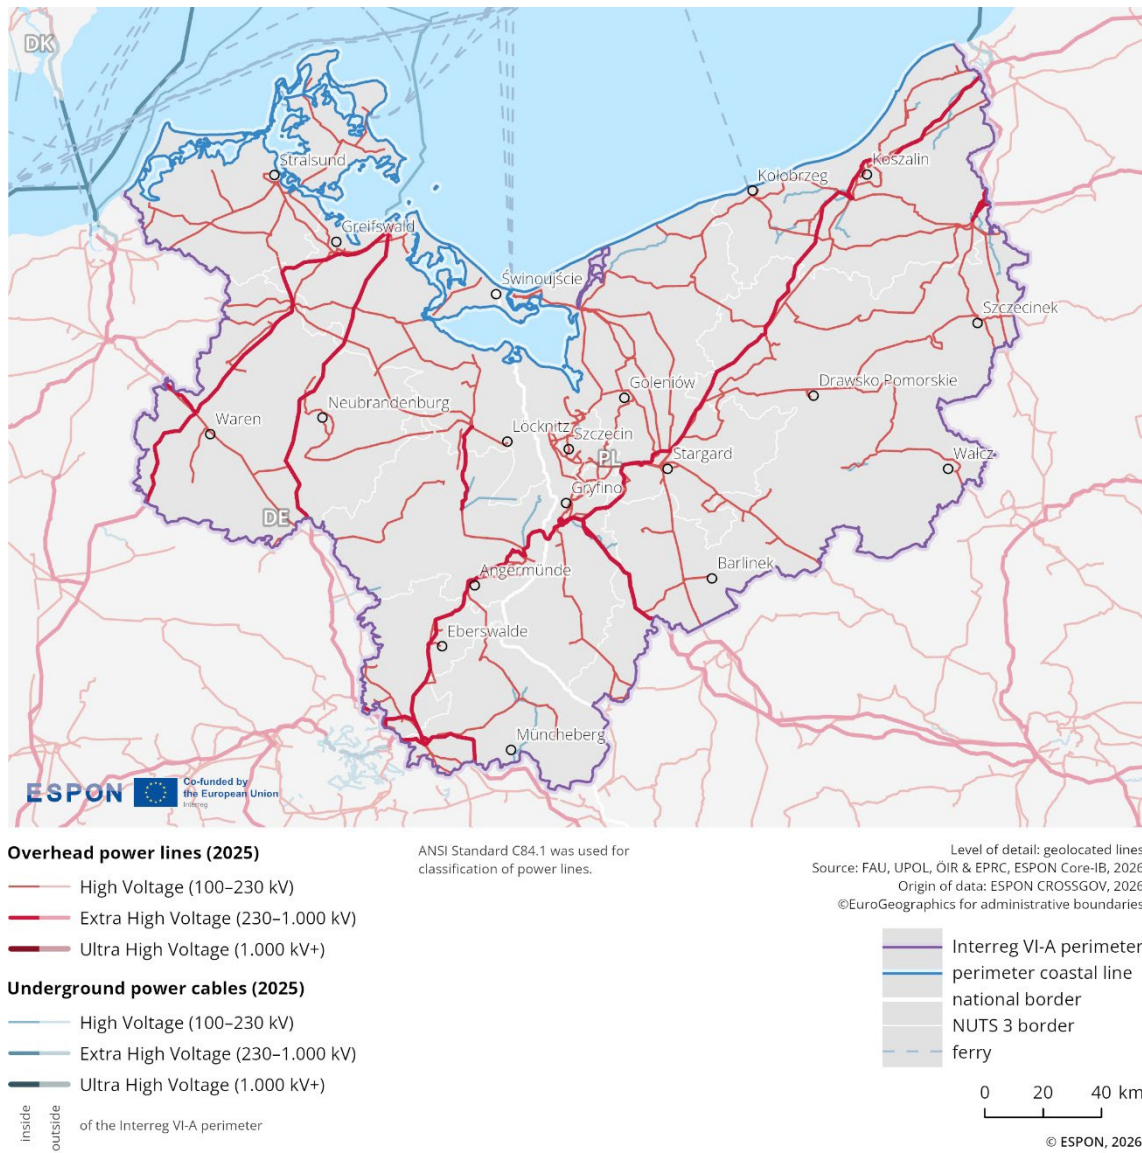 DK
Stralsund
Koszalin
Kołobrzeg
Greifswald
Świnoujście
Szczecinek
Drawsko Pomorskie
Goleniów
Neubrandenburg
Waren
Löcknitz
Szczecin
PL
Stargard
Wałcz
Gryfino
DE
Angermünde
Barlinek
Eberswalde
Müncheberg
ESPON
Co-funded by
the European Union
Interreg
Overhead power lines (2025)
High Voltage (100–230 kV)
Extra High Voltage (230–1.000 kV)
Ultra High Voltage (1.000 kV+)
Underground power cables (2025)
High Voltage (100–230 kV)
Extra High Voltage (230–1.000 kV)
Ultra High Voltage (1.000 kV+)
inside
outside
of the Interreg VI-A perimeter
ANSI Standard C84.1 was used for
classification of power lines.
Level of detail: geolocated lines
Source: FAU, UPOL, ÖIR & EPRC, ESPON Core-IB, 2026
Origin of data: ESPON CROSSGOV, 2026
©EuroGeographics for administrative boundaries
Interreg VI-A perimeter
perimeter coastal line
national border
NUTS 3 border
ferry
0 20 40 km
© ESPON, 2026